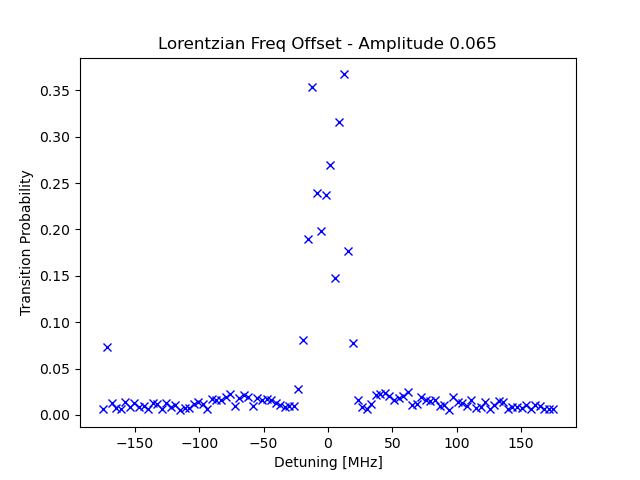 Lorentzian Freq Offset - Amplitude 0.065
Transition Probability
0.35
0.30
0.25
0.20
0.15
0.10
0.05
0.00
−150 −100 −50 0 50 100 150
Detuning [MHz]